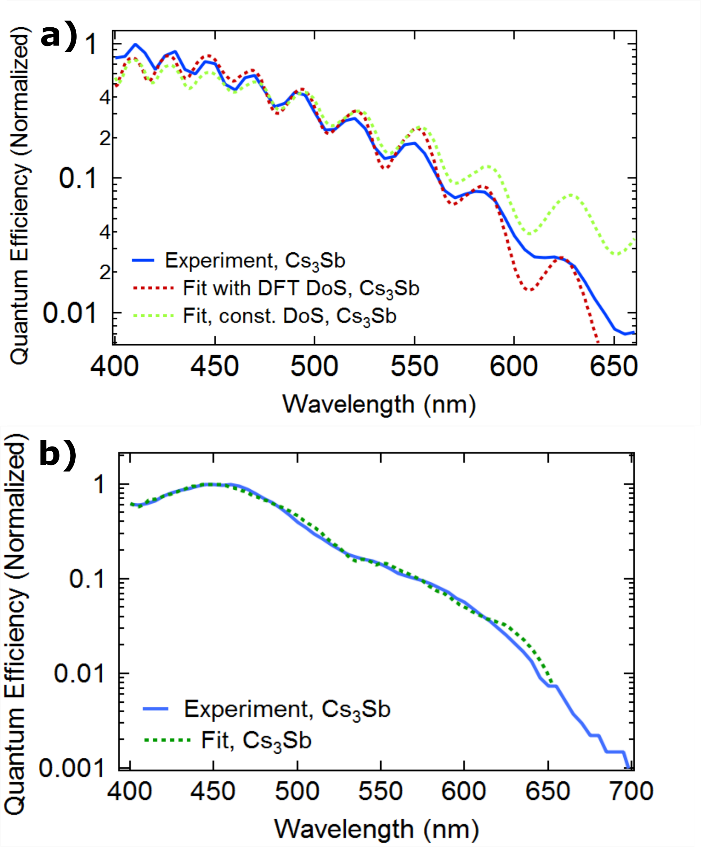 a)
Quantum Efficiency (Normalized)
1
4
2
0.1
4
2
0.01
Experiment, Cs₃Sb
Fit with DFT DoS, Cs₃Sb
Fit, const. DoS, Cs₃Sb
400 450 500 550 600 650
Wavelength (nm)
b)
Quantum Efficiency (Normalized)
1
0.1
0.01
0.001
Experiment, Cs₃Sb
Fit, Cs₃Sb
400 450 500 550 600 650 700
Wavelength (nm)